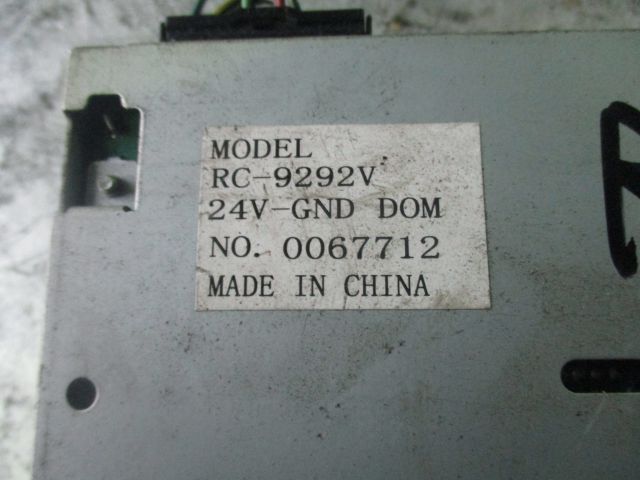 MODEL
RC-9292V
24V-GND DOM
NO. 0067712
MADE IN CHINA